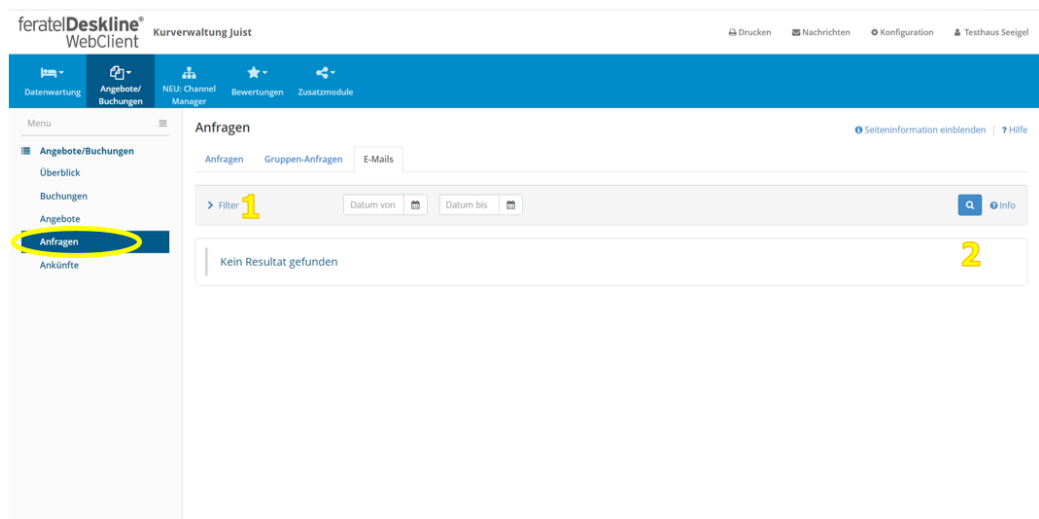 feratelDeskline®
WebClient
Kurverwaltung Juist
Drucken
Nachrichten
Konfiguration
Testhaus Seeigel
Datenwartung
Angebote/
Buchungen
NEU: Channel
Manager
Bewertungen
Zusatzmodule
Menu
Angebote/Buchungen
Überblick
Buchungen
Angebote
Anfragen
Ankünfte
Anfragen
Seiteninformation einblenden | ? Hilfe
Anfragen
Gruppen-Anfragen
E-Mails
Filter
1
Datum von
Datum bis
Info
2
Kein Resultat gefunden